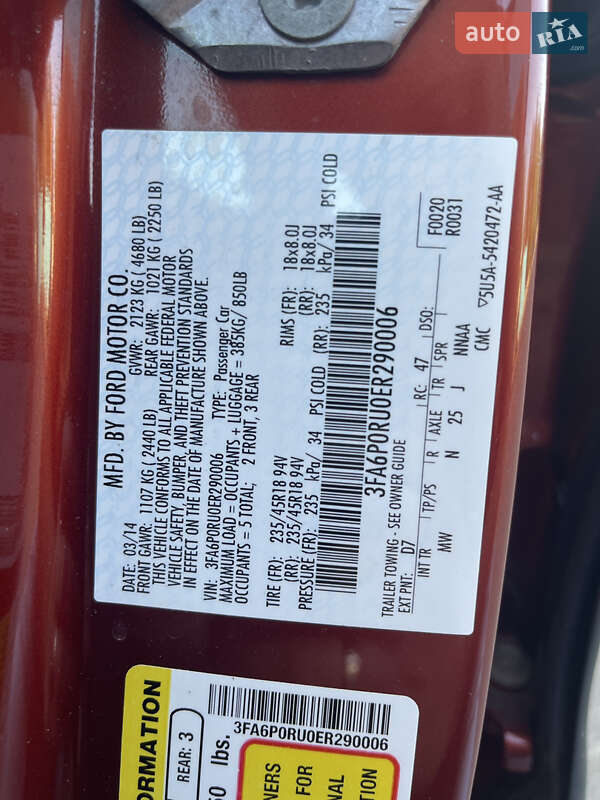 auto RIA.com
MFD. BY FORD MOTOR CO.
DATE: 03/14 GVWR: 2123 KG ( 4680 LB)
FRONT GAWR: 1107 KG ( 2440 LB) REAR GAWR: 1021 KG ( 2250 LB)
THIS VEHICLE CONFORMS TO ALL APPLICABLE FEDERAL MOTOR
VEHICLE SAFETY, BUMPER, AND THEFT PREVENTION STANDARDS
IN EFFECT ON THE DATE OF MANUFACTURE SHOWN ABOVE.
VIN: 3FA6P0RU0ER290006 TYPE: Passenger Car
MAXIMUM LOAD = OCCUPANTS + LUGGAGE = 385KG/ 850LB
OCCUPANTS = 5 TOTAL; 2 FRONT, 3 REAR
TIRE (FR): 235/45R18 94V RIMS (FR): 18x8.0J
(RR): 235/45R18 94V (RR): 18x8.0J
PRESSURE (FR): 235 kPa/ 34 PSI COLD (RR): 235 kPa/ 34 PSI COLD
3FA6P0RU0ER290006
TRAILER TOWING - SEE OWNER GUIDE
EXT PNT: D7 RC: 47 DSO: F0020
R0031
INT TR TP/PS R AXLE TR SPR
MW N 25 J NNAA
CMC ▽5U5A-5420472-AA
FORMATION
REAR: 3
lbs.
3FA6P0RU0ER290006
FOR